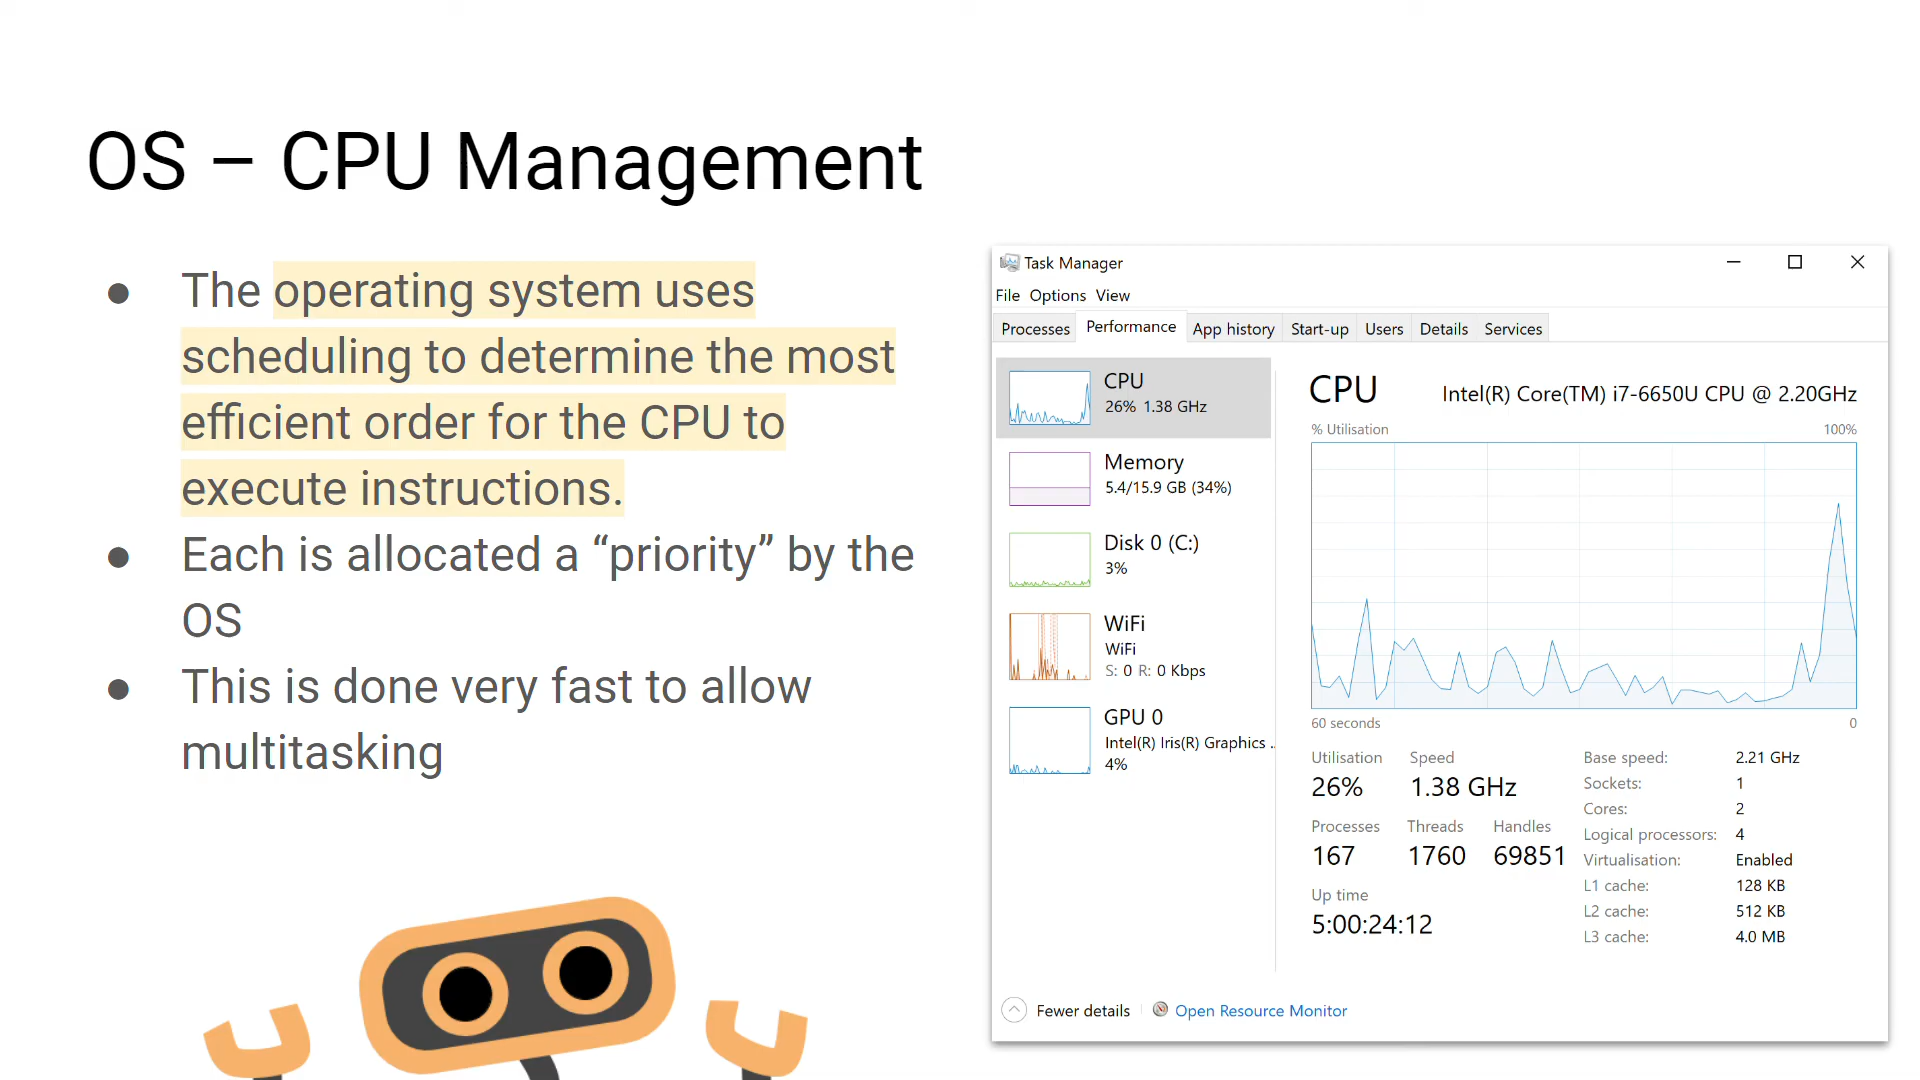 OS – CPU Management
● The operating system uses
scheduling to determine the most
efficient order for the CPU to
execute instructions.
● Each is allocated a “priority” by the
OS
● This is done very fast to allow
multitasking
Task Manager
File Options View
Processes Performance App history Start-up Users Details Services
CPU
26% 1.38 GHz
Memory
5.4/15.9 GB (34%)
Disk 0 (C:)
3%
WiFi
WiFi
S: 0 R: 0 Kbps
GPU 0
Intel(R) Iris(R) Graphics ..
4%
CPU Intel(R) Core(TM) i7-6650U CPU @ 2.20GHz
% Utilisation 100%
60 seconds 0
Utilisation Speed
26% 1.38 GHz
Processes Threads Handles
167 1760 69851
Up time
5:00:24:12
Base speed: 2.21 GHz
Sockets: 1
Cores: 2
Logical processors: 4
Virtualisation: Enabled
L1 cache: 128 KB
L2 cache: 512 KB
L3 cache: 4.0 MB
Fewer details Open Resource Monitor